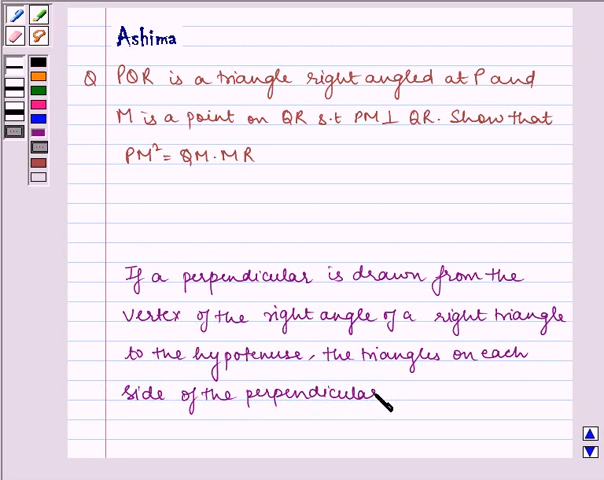 Ashima
Q PQR is a triangle right angled at P and
M is a point on QR s.t PM ⊥ QR. Show that
PM² = QM · MR
If a perpendicular is drawn from the
vertex of the right angle of a right triangle
to the hypotenuse, the triangles on each
side of the perpendicular